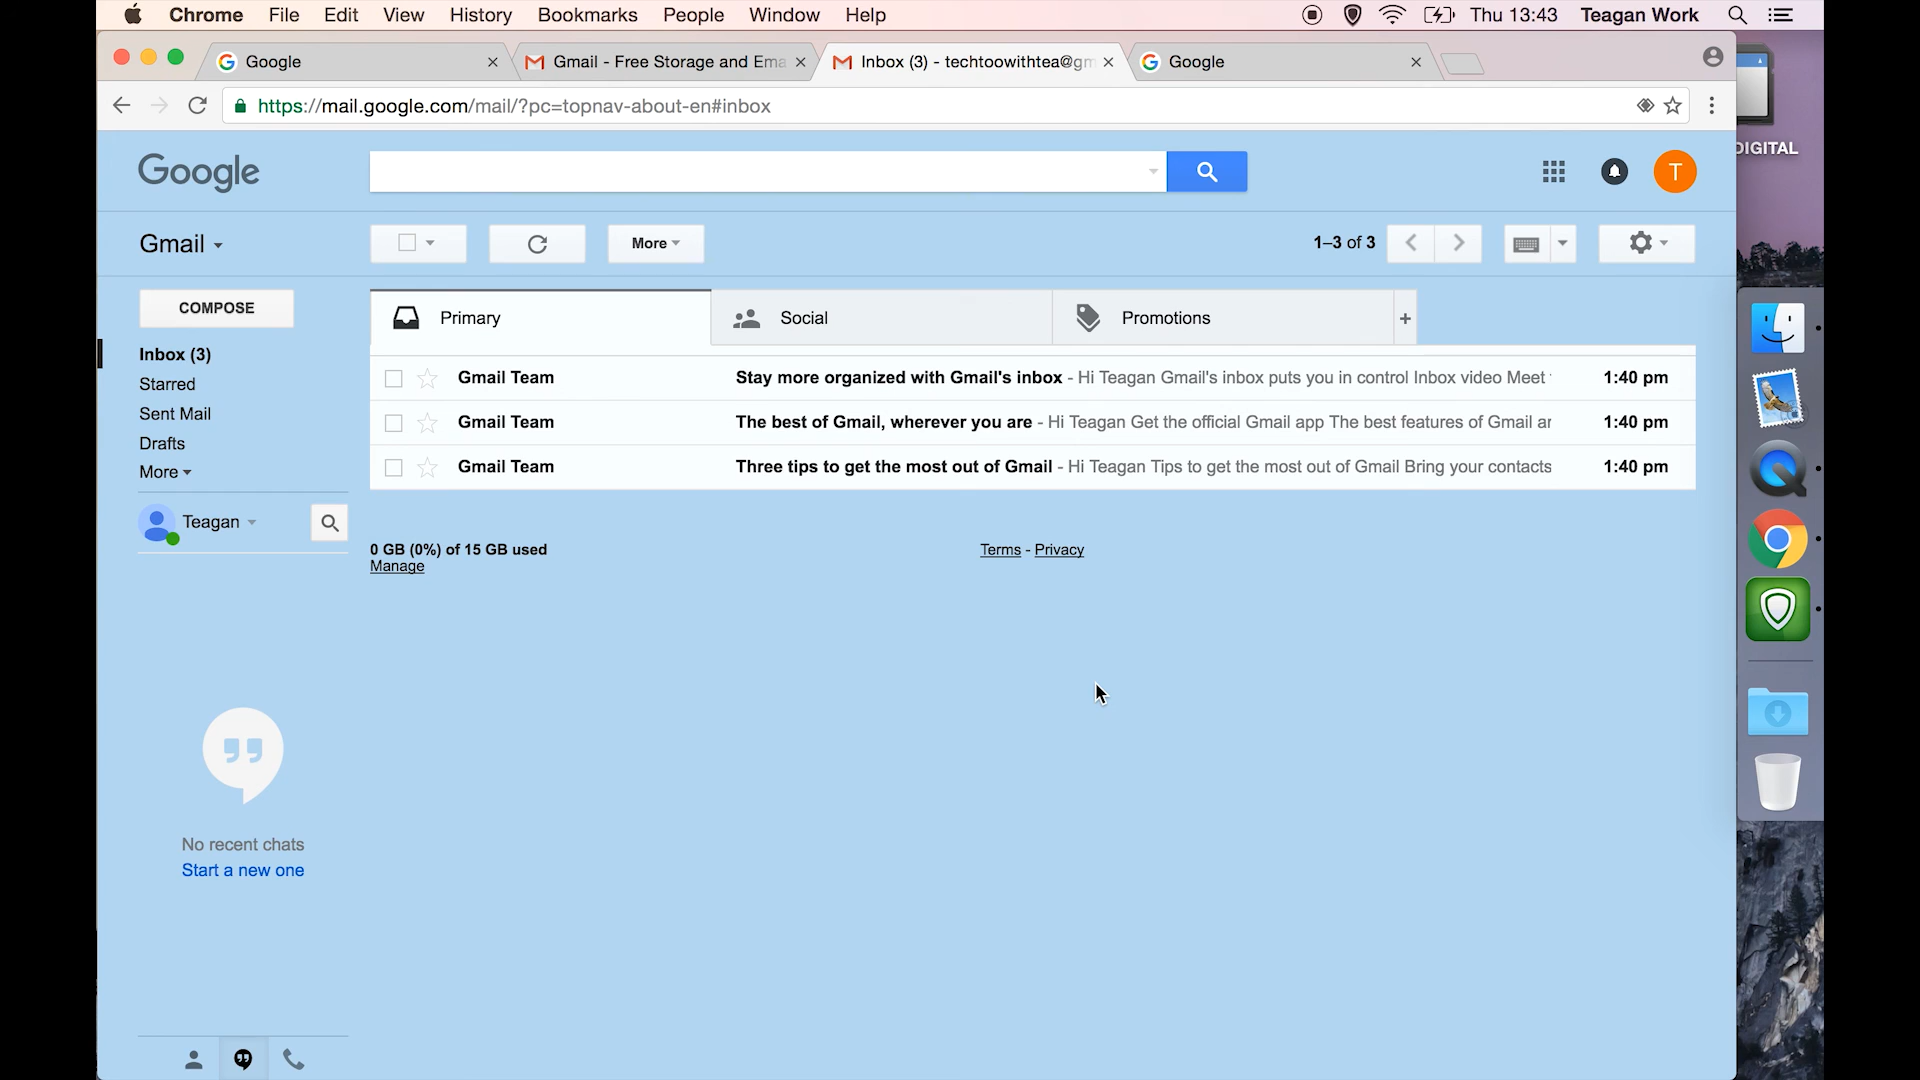 Chrome File Edit View History Bookmarks People Window Help Thu 13:43 Teagan Work
Google Gmail - Free Storage and Ema Inbox (3) - techtoowithtea@gm Google
https://mail.google.com/mail/?pc=topnav-about-en#inbox
DIGITAL
Google T
Gmail More 1–3 of 3
COMPOSE
Primary Social Promotions +
Inbox (3)
Starred
Sent Mail
Drafts
More
Gmail Team Stay more organized with Gmail's inbox - Hi Teagan Gmail's inbox puts you in control Inbox video Meet 1:40 pm
Gmail Team The best of Gmail, wherever you are - Hi Teagan Get the official Gmail app The best features of Gmail ar 1:40 pm
Gmail Team Three tips to get the most out of Gmail - Hi Teagan Tips to get the most out of Gmail Bring your contacts 1:40 pm
Teagan
0 GB (0%) of 15 GB used
Manage
Terms - Privacy
No recent chats
Start a new one